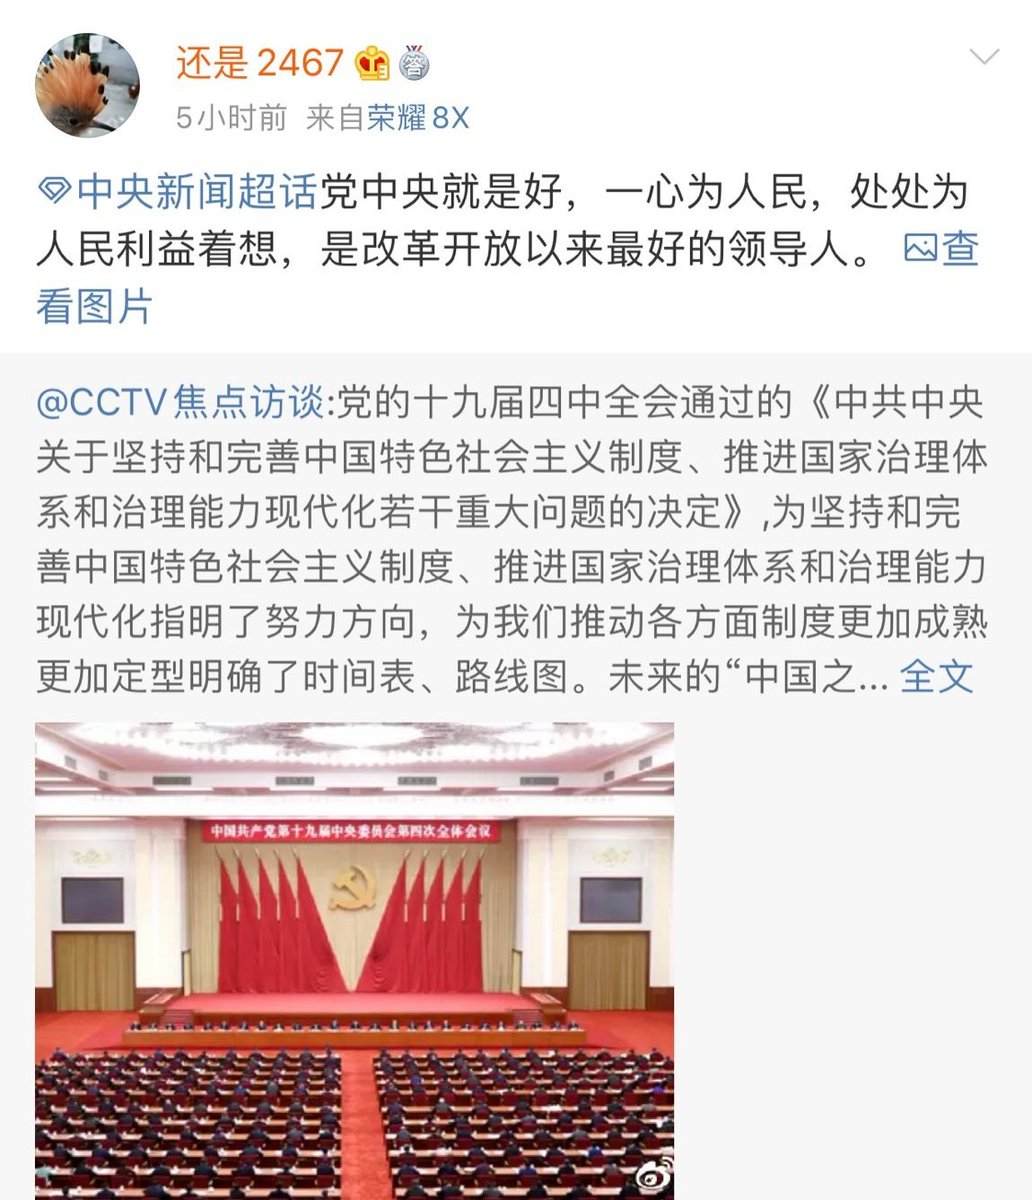 还是2467 答
5小时前 来自荣耀8X
中央新闻超话党中央就是好，一心为人民，处处为
人民利益着想，是改革开放以来最好的领导人。 查
看图片
@CCTV焦点访谈:党的十九届四中全会通过的《中共中央
关于坚持和完善中国特色社会主义制度、推进国家治理体
系和治理能力现代化若干重大问题的决定》,为坚持和完
善中国特色社会主义制度、推进国家治理体系和治理能力
现代化指明了努力方向，为我们推动各方面制度更加成熟
更加定型明确了时间表、路线图。未来的“中国之... 全文
中国共产党第十九届中央委员会第四次全体会议